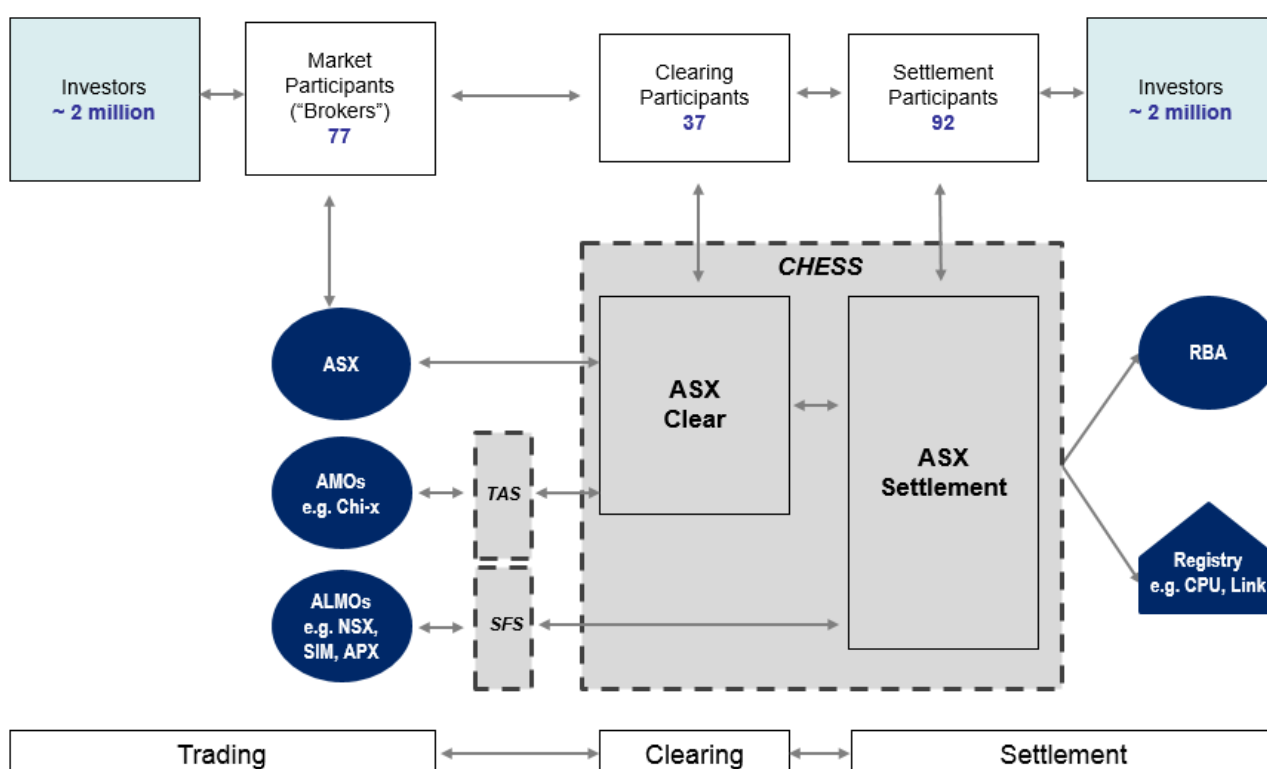 Investors
~ 2 million
Market
Participants
(“Brokers”)
77
Clearing
Participants
37
Settlement
Participants
92
Investors
~ 2 million
CHESS
ASX
ASX
Clear
ASX
Settlement
RBA
AMOs
e.g. Chi-x
TAS
ALMOs
e.g. NSX,
SIM, APX
SFS
Registry
e.g. CPU, Link
Trading
Clearing
Settlement